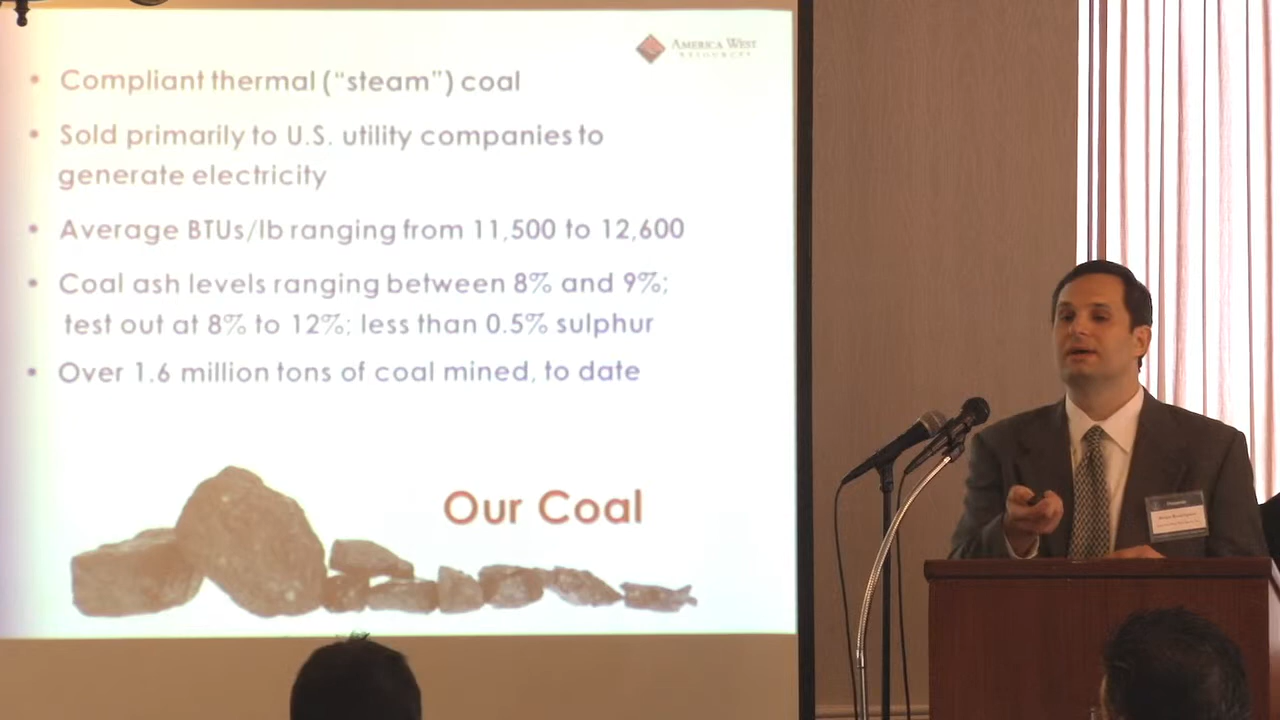 AMERICA WEST
RESOURCES
• Compliant thermal (“steam”) coal
• Sold primarily to U.S. utility companies to
generate electricity
• Average BTUs/lb ranging from 11,500 to 12,600
• Coal ash levels ranging between 8% and 9%;
test out at 8% to 12%; less than 0.5% sulphur
• Over 1.6 million tons of coal mined, to date
Our Coal